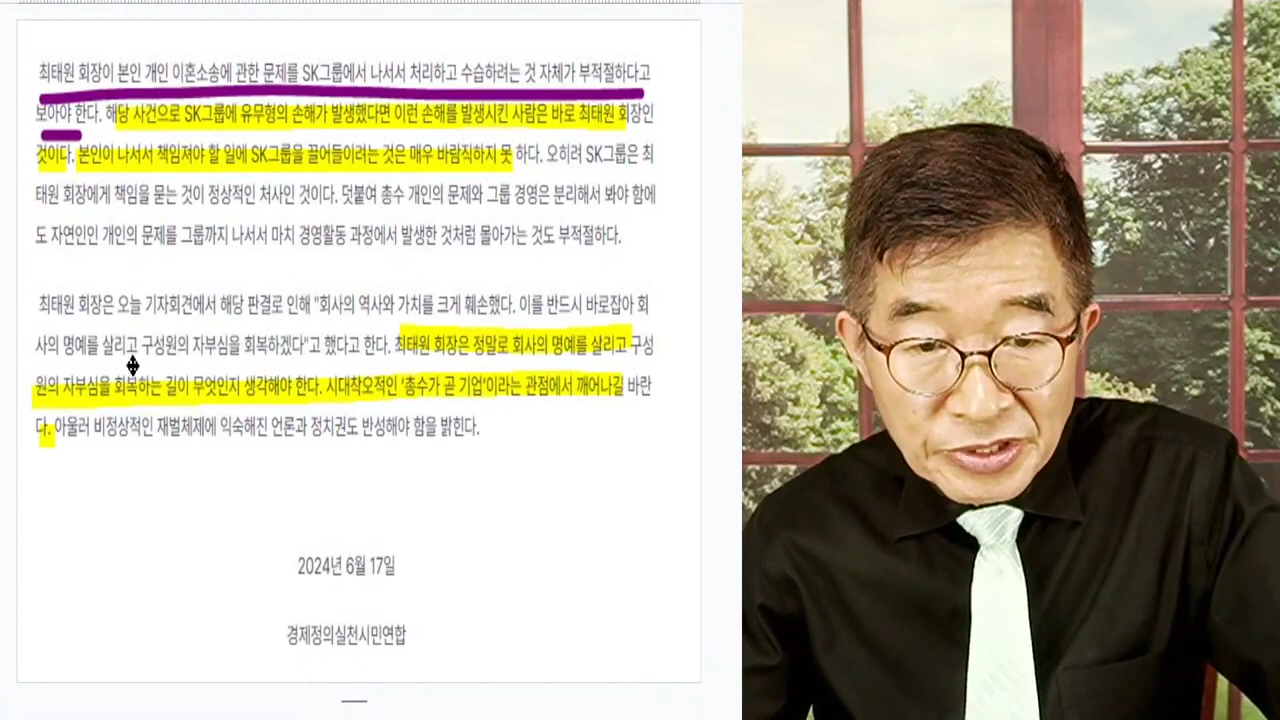 최태원 회장이 본인 개인 이혼소송에 관한 문제를 SK그룹에서 나서서 처리하고 수습하려는 것 자체가 부적절하다고
보아야 한다. 해당 사건으로 SK그룹에 유무형의 손해가 발생했다면 이런 손해를 발생시킨 사람은 바로 최태원 회장인
것이다. 본인이 나서서 책임져야 할 일에 SK그룹을 끌어들이려는 것은 매우 바람직하지 못 하다. 오히려 SK그룹은 최
태원 회장에게 책임을 묻는 것이 정상적인 처사인 것이다. 덧붙여 총수 개인의 문제와 그룹 경영은 분리해서 봐야 함에
도 자연인인 개인의 문제를 그룹까지 나서서 마치 경영활동 과정에서 발생한 것처럼 몰아가는 것도 부적절하다.
최태원 회장은 오늘 기자회견에서 해당 판결로 인해 "회사의 역사와 가치를 크게 훼손했다. 이를 반드시 바로잡아 회
사의 명예를 살리고 구성원의 자부심을 회복하겠다"고 했다고 한다. 최태원 회장은 정말로 회사의 명예를 살리고 구성
원의 자부심을 회복하는 길이 무엇인지 생각해야 한다. 시대착오적인 '총수가 곧 기업'이라는 관점에서 깨어나길 바란
다. 아울러 비정상적인 재벌체제에 익숙해진 언론과 정치권도 반성해야 함을 밝힌다.
2024년 6월 17일
경제정의실천시민연합